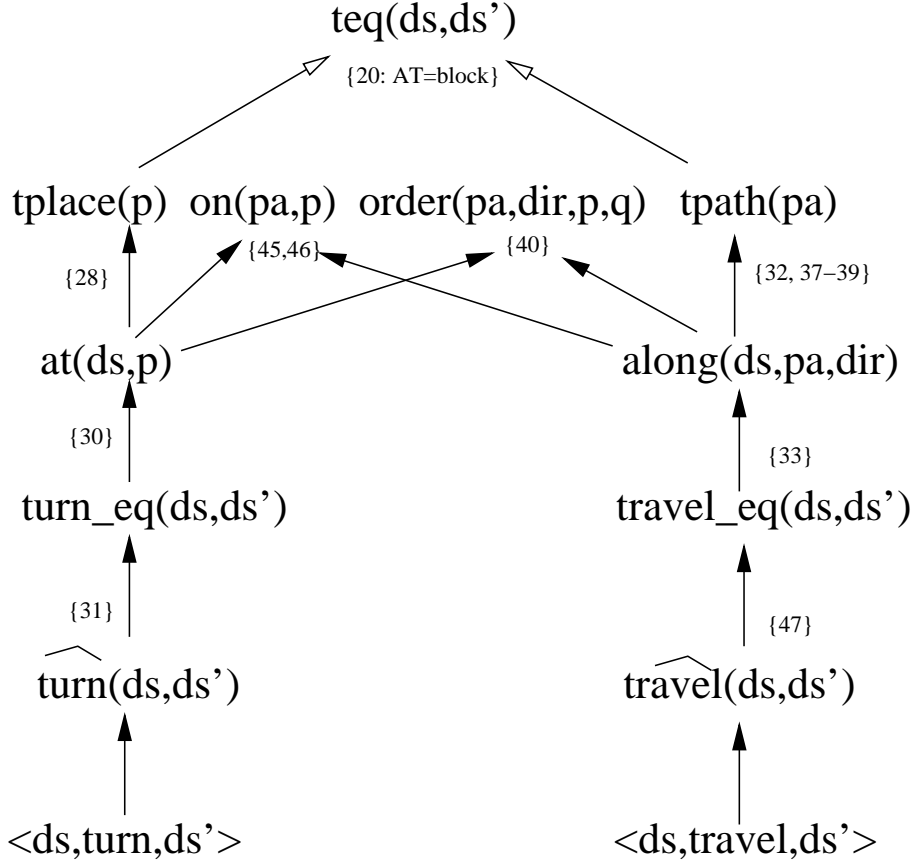 teq(ds,ds’)
{20: AT=block}
tplace(p) on(pa,p) order(pa,dir,p,q) tpath(pa)
{45,46} {40}
{28} {32, 37−39}
at(ds,p) along(ds,pa,dir)
{30} {33}
turn_eq(ds,ds’) travel_eq(ds,ds’)
{31} {47}
turn(ds,ds’) travel(ds,ds’)
<ds,turn,ds’> <ds,travel,ds’>